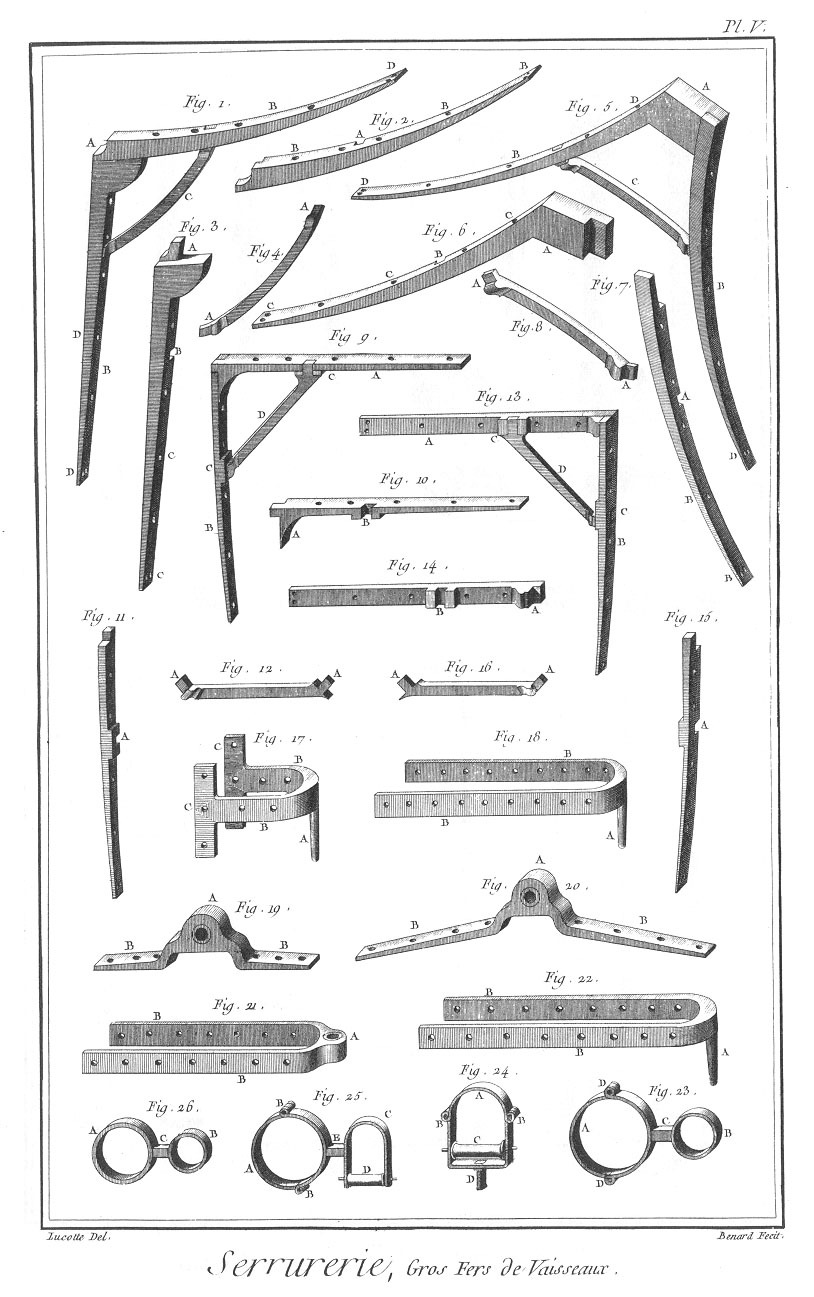 Pl. V.
Fig. 1.
A
B
D
C
D
B
D
Fig. 2.
A
B
B
B
Fig. 5.
A
D
B
D
C
B
D
Fig. 3.
A
B
C
C
Fig 4.
A
A
Fig. 6.
C
B
C
C
A
Fig. 7.
A
B
B
Fig. 8.
A
A
Fig 9.
C
A
D
C
B
Fig. 13.
A
C
D
C
B
Fig. 10.
A
B
Fig. 14.
B
A
Fig. 11.
A
Fig. 12.
A
A
Fig. 16.
A
A
Fig. 15.
A
Fig. 17.
C
B
C
B
A
Fig. 18.
B
B
A
Fig. 19.
A
B
B
Fig. 20.
A
B
B
Fig. 21.
B
A
B
Fig. 22.
B
B
A
Fig. 26.
A
C
B
Fig. 25.
B
C
E
A
D
B
Fig. 24.
A
B
B
C
D
Fig. 23.
D
A
C
B
D
Lucotte Del.
Benard Fecit.
Serrurerie, Gros Fers de Vaisseaux.